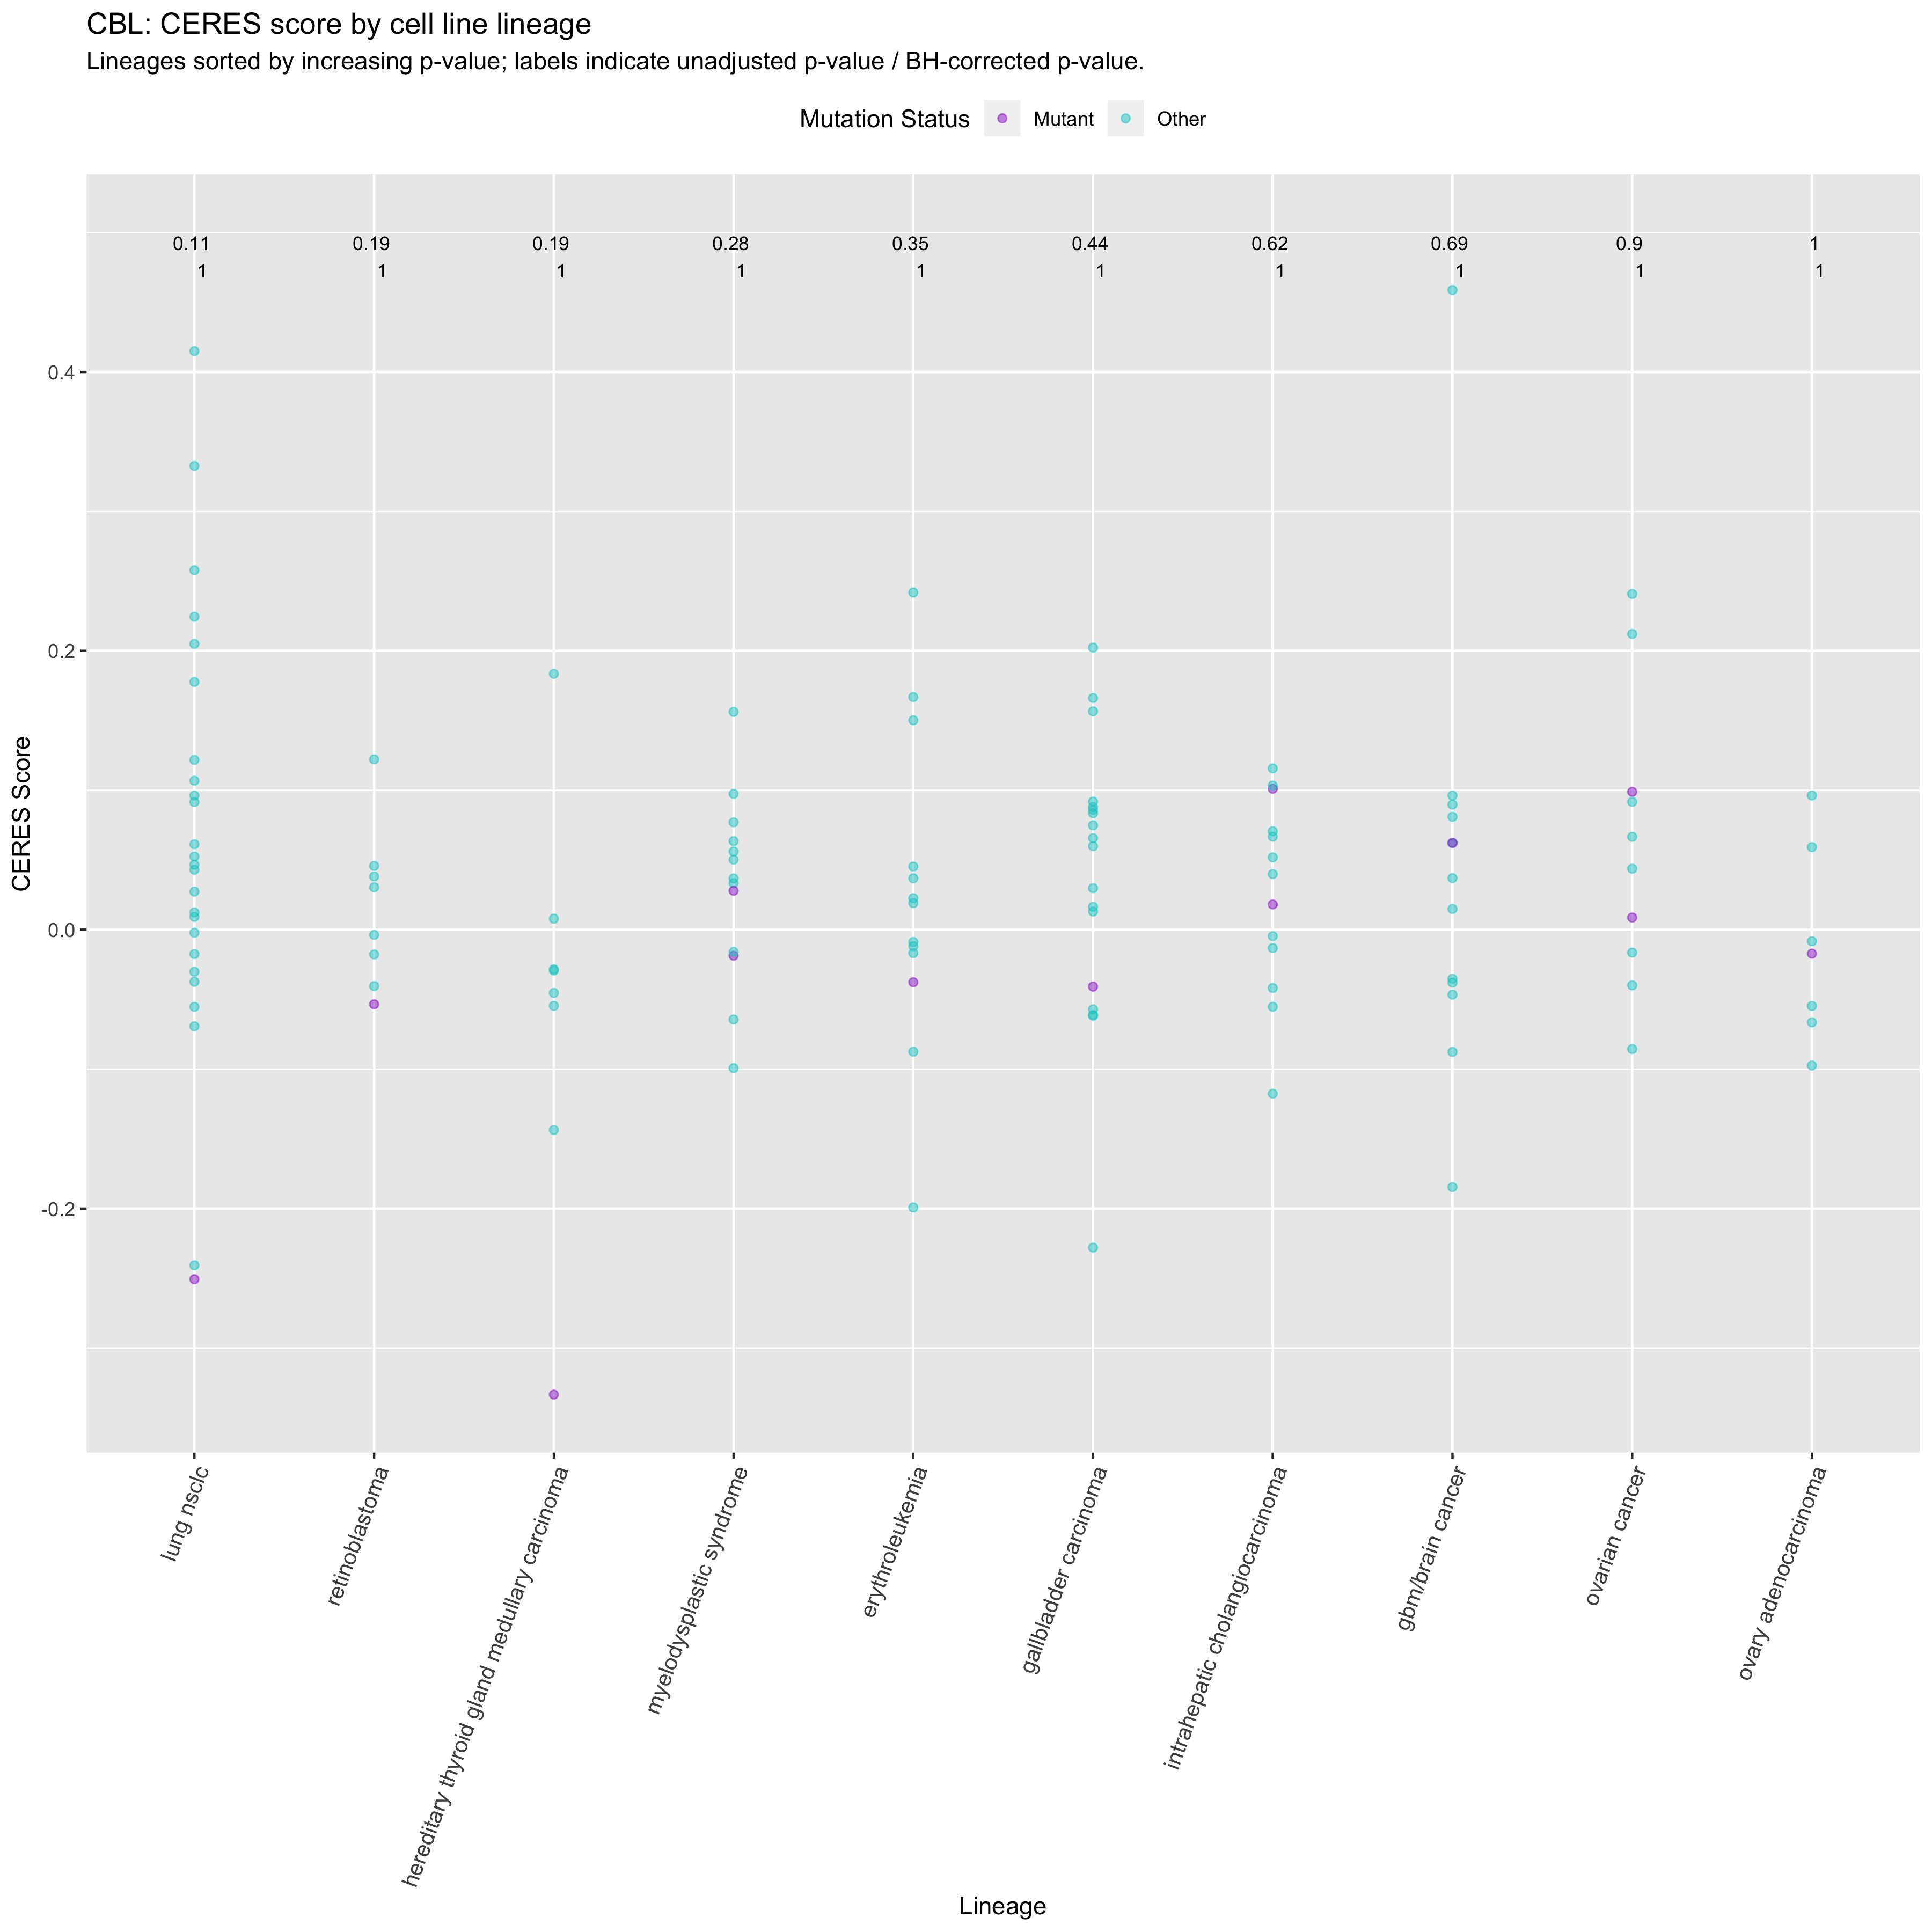 CBL: CERES score by cell line lineage
Lineages sorted by increasing p-value; labels indicate unadjusted p-value / BH-corrected p-value.
Mutation Status Mutant Other
0.11 0.19 0.19 0.28 0.35 0.44 0.62 0.69 0.9 1
1 1 1 1 1 1 1 1 1 1
0.4
0.2
0.0
-0.2
CERES Score
lung nsclc
retinoblastoma
hereditary thyroid gland medullary carcinoma
myelodysplastic syndrome
erythroleukemia
gallbladder carcinoma
intrahepatic cholangiocarcinoma
gbm/brain cancer
ovarian cancer
ovary adenocarcinoma
Lineage